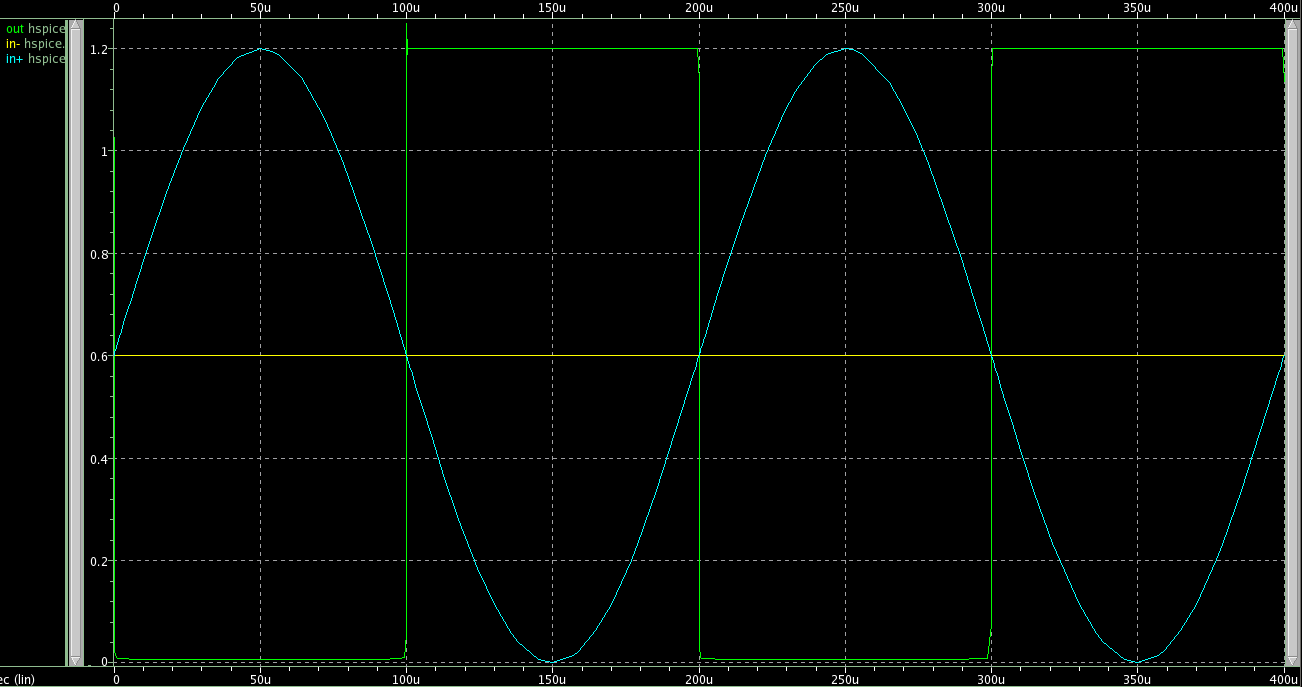 0 50u 100u 150u 200u 250u 300u 350u 400u
out hspice
in- hspice.
in+ hspice
1.2
1
0.8
0.6
0.4
0.2
0
ec (lin) 50u 100u 150u 200u 250u 300u 350u 400u